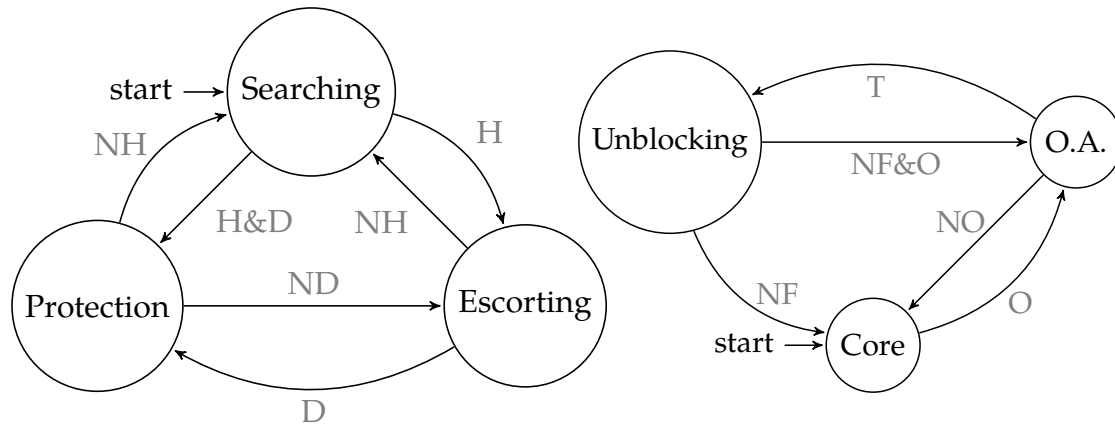 start
Searching
NH
H
H&D
NH
Protection
ND
Escorting
D
Unblocking
T
O.A.
NF&O
NO
NF
O
start
Core